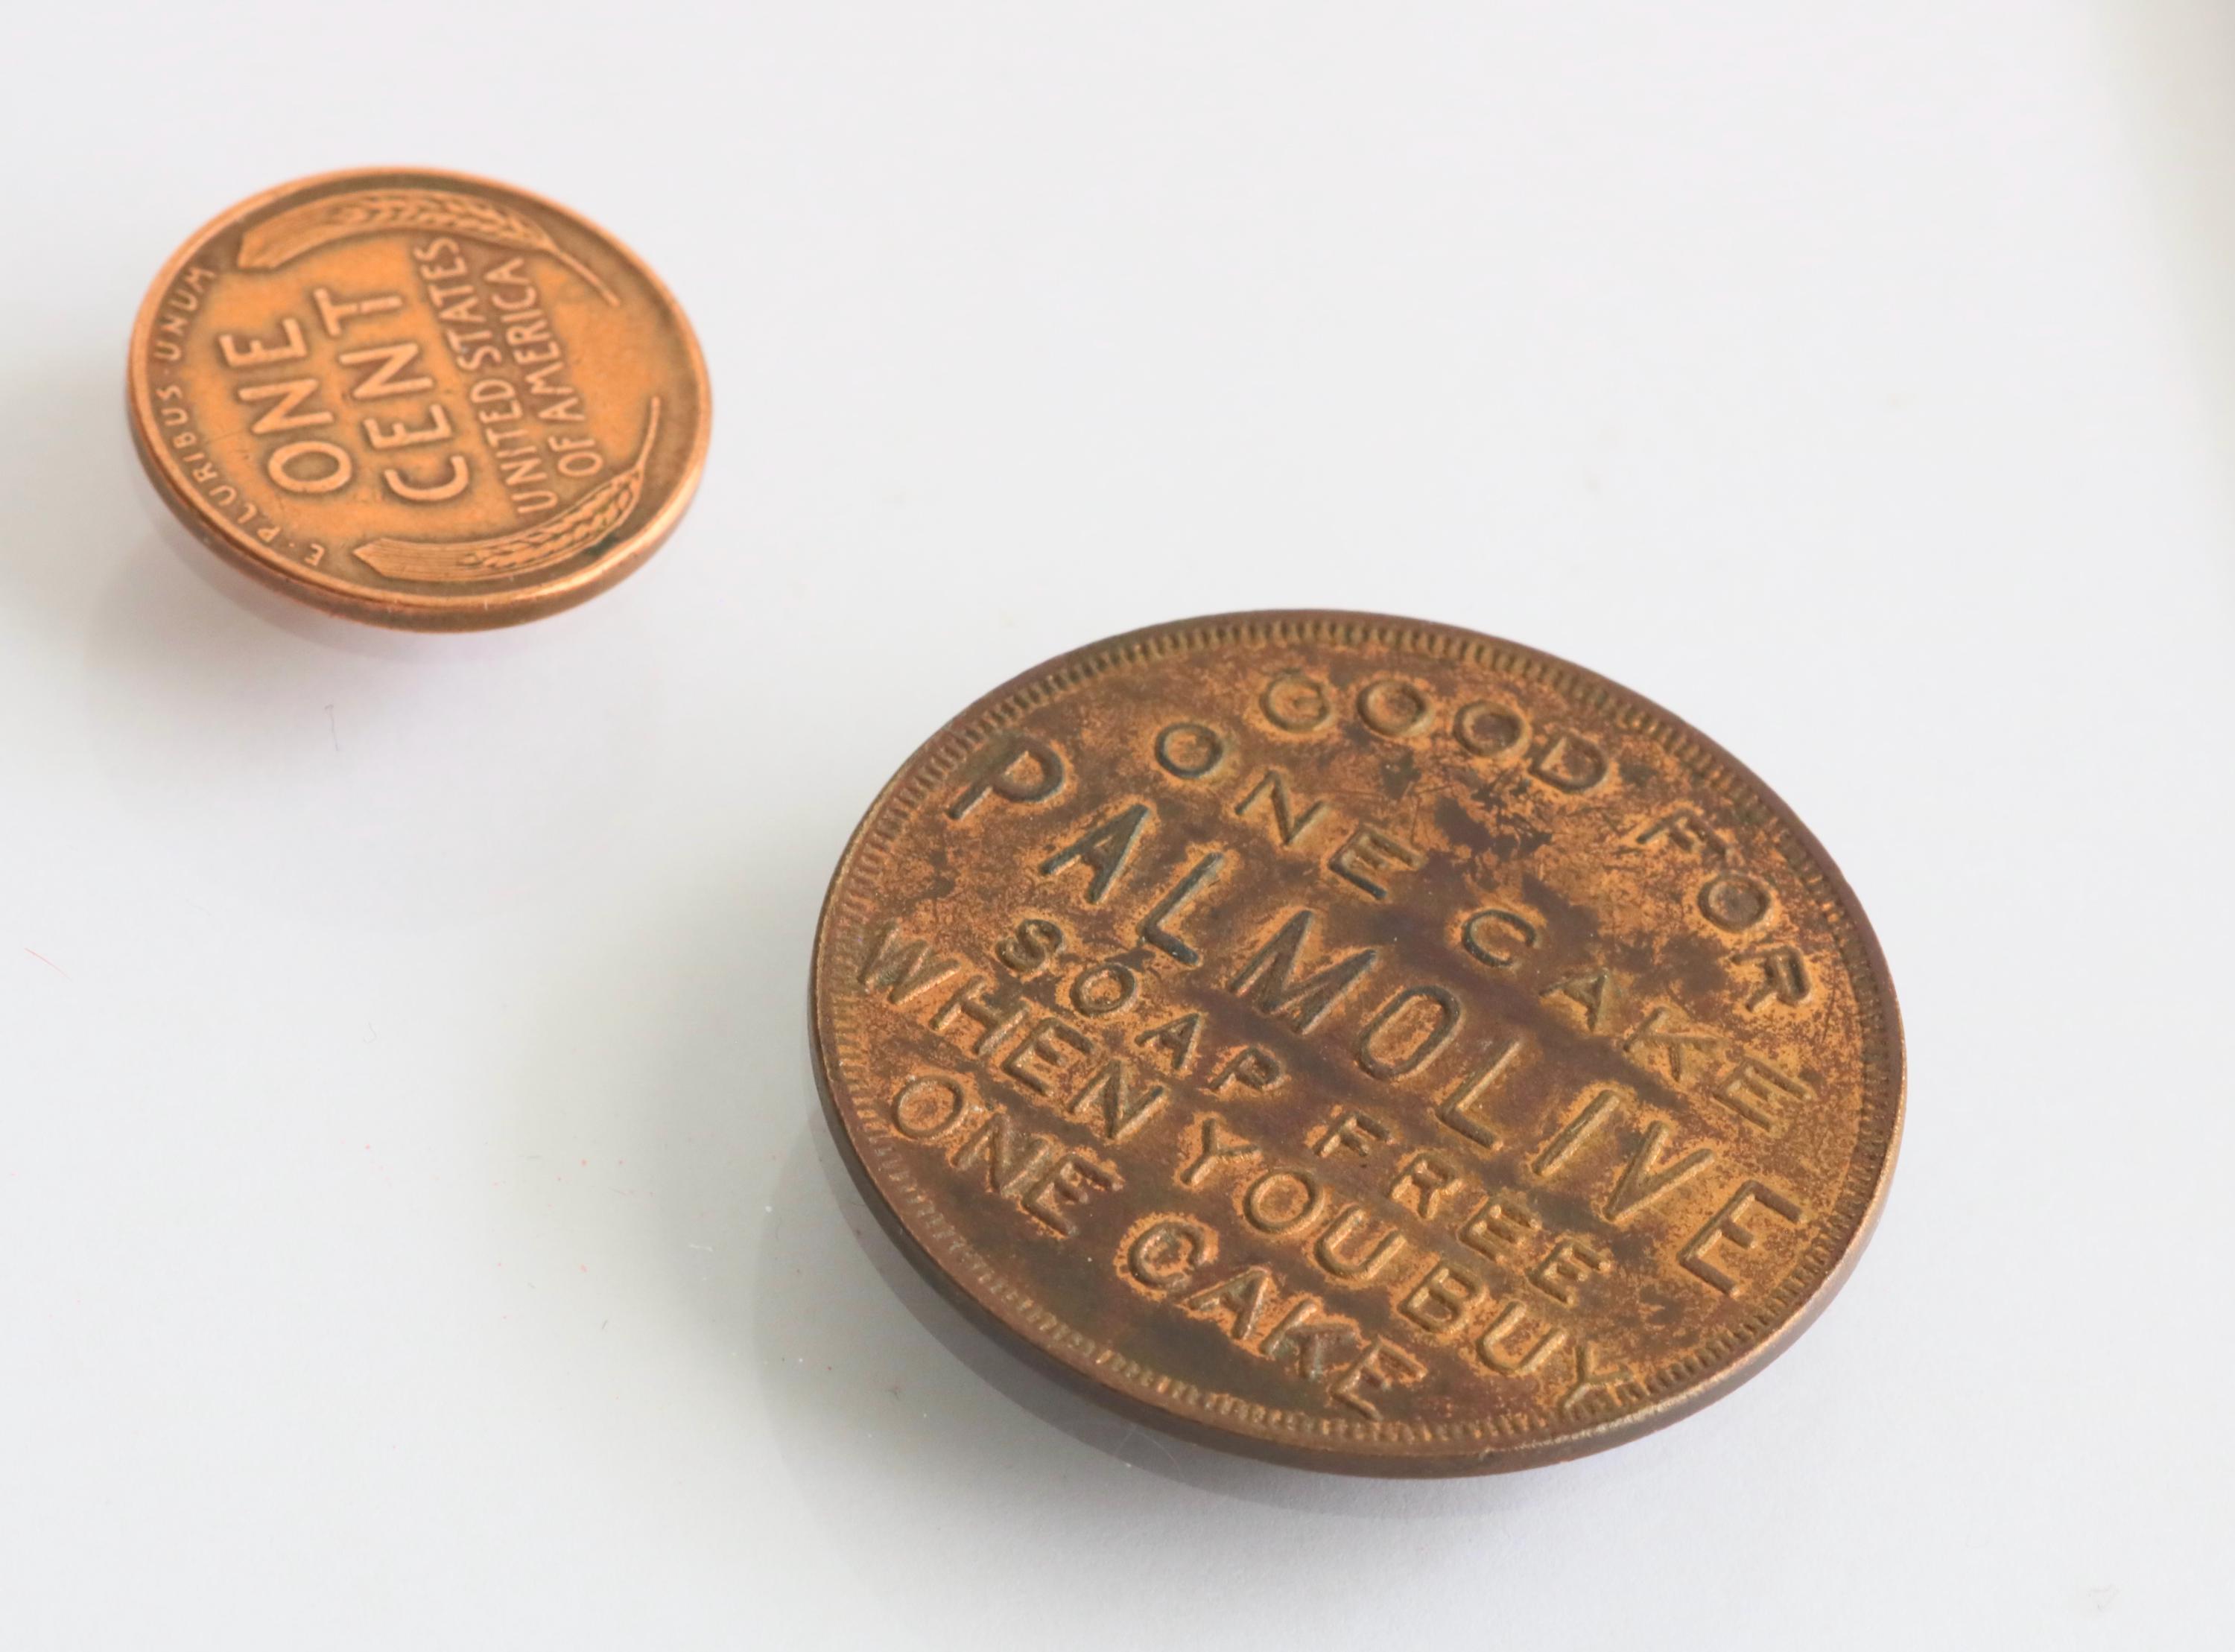 E·PLURIBUS·UNUM
ONE
CENT
UNITED STATES
OF AMERICA
GOOD FOR
ONE CAKE
PALMOLIVE
SOAP FREE
WHEN YOU BUY
ONE CAKE